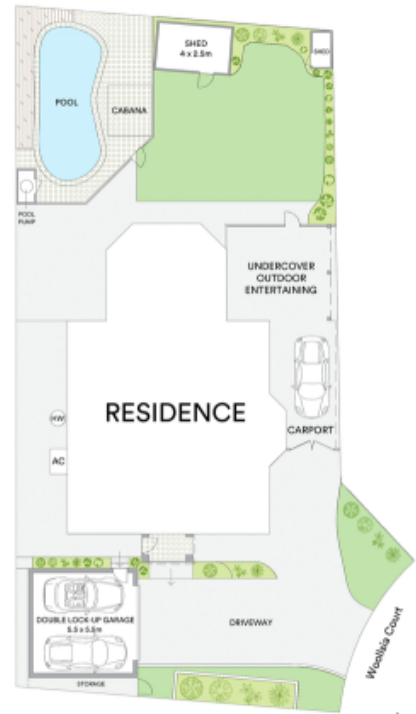 SHED
4 x 2.5m
SHED
POOL
CABANA
POOL
PUMP
UNDERCOVER
OUTDOOR
ENTERTAINING
RESIDENCE
HW
CARPORT
AC
DOUBLE LOCK-UP GARAGE
5.5 x 5.5m
DRIVEWAY
Woollsia Court
STORAGE